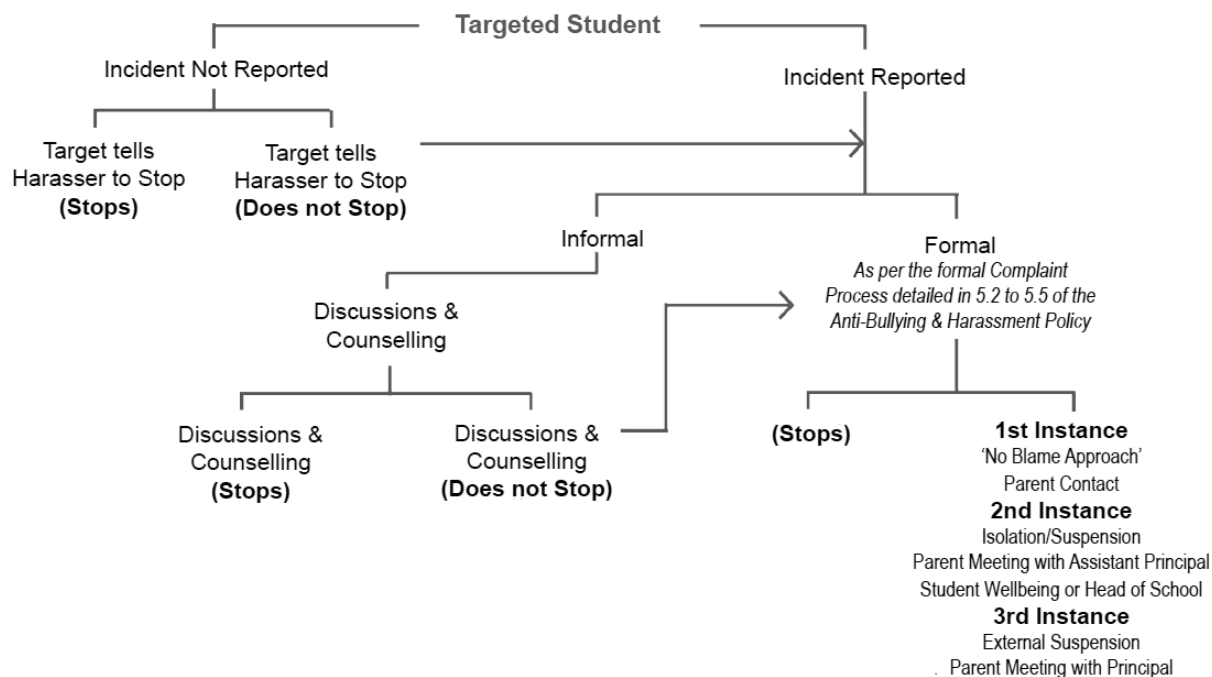 Targeted Student
Incident Not Reported
Incident Reported
Target tells
Harasser to Stop
(Stops)
Target tells
Harasser to Stop
(Does not Stop)
Informal
Formal
As per the formal Complaint
Process detailed in 5.2 to 5.5 of the
Anti-Bullying & Harassment Policy
Discussions &
Counselling
Discussions &
Counselling
(Stops)
Discussions &
Counselling
(Does not Stop)
(Stops)
1st Instance
‘No Blame Approach’
Parent Contact
2nd Instance
Isolation/Suspension
Parent Meeting with Assistant Principal
Student Wellbeing or Head of School
3rd Instance
External Suspension
. Parent Meeting with Principal